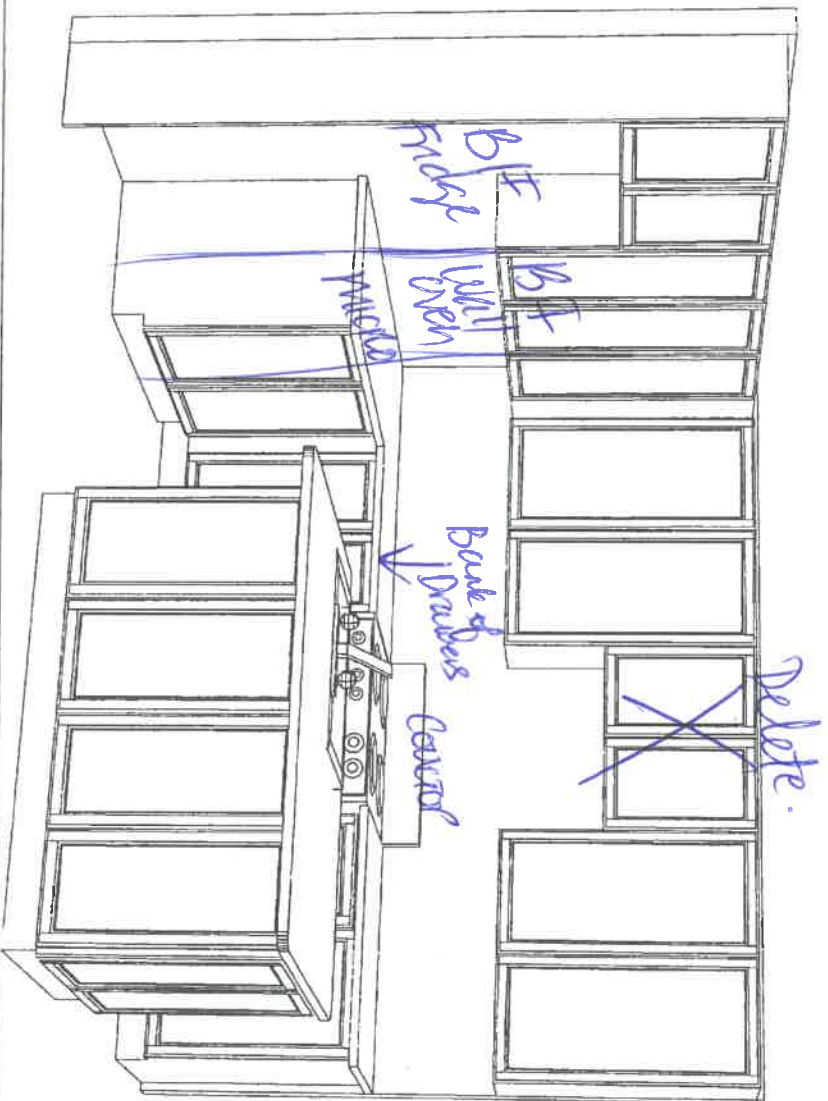 B/I
Fridge
B I
Wall
oven
micro
Bank of
Drawers
CookTOP
Delete.